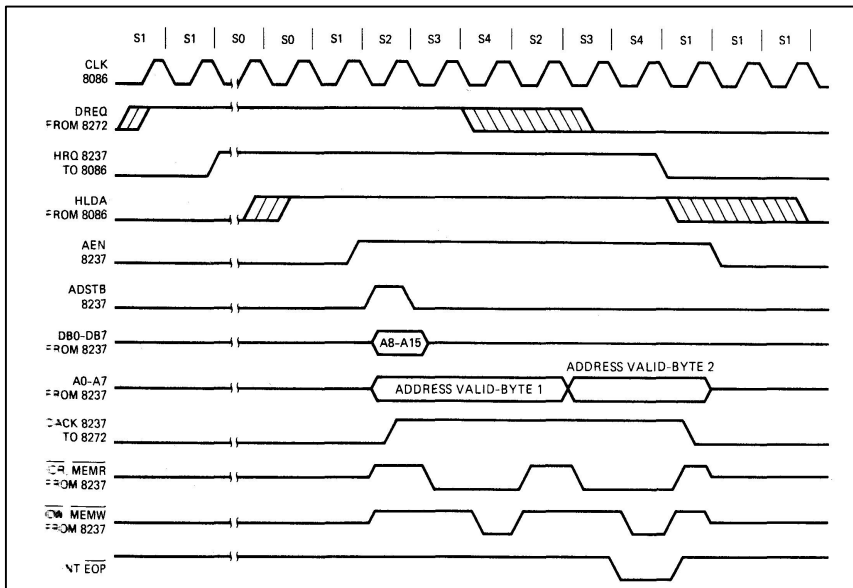 S1 S1 S0 S0 S1 S2 S3 S4 S2 S3 S4 S1 S1 S1
CLK
8086
DREQ
FROM 8272
HRQ 8237
TO 8086
HLDA
FROM 8086
AEN
8237
ADSTB
8237
DB0-DB7
FROM 8237
A8-A15
A0-A7
FROM 8237
ADDRESS VALID-BYTE 1
ADDRESS VALID-BYTE 2
DACK 8237
TO 8272
MEMR
FROM 8237
MEMW
FROM 8237
EOP